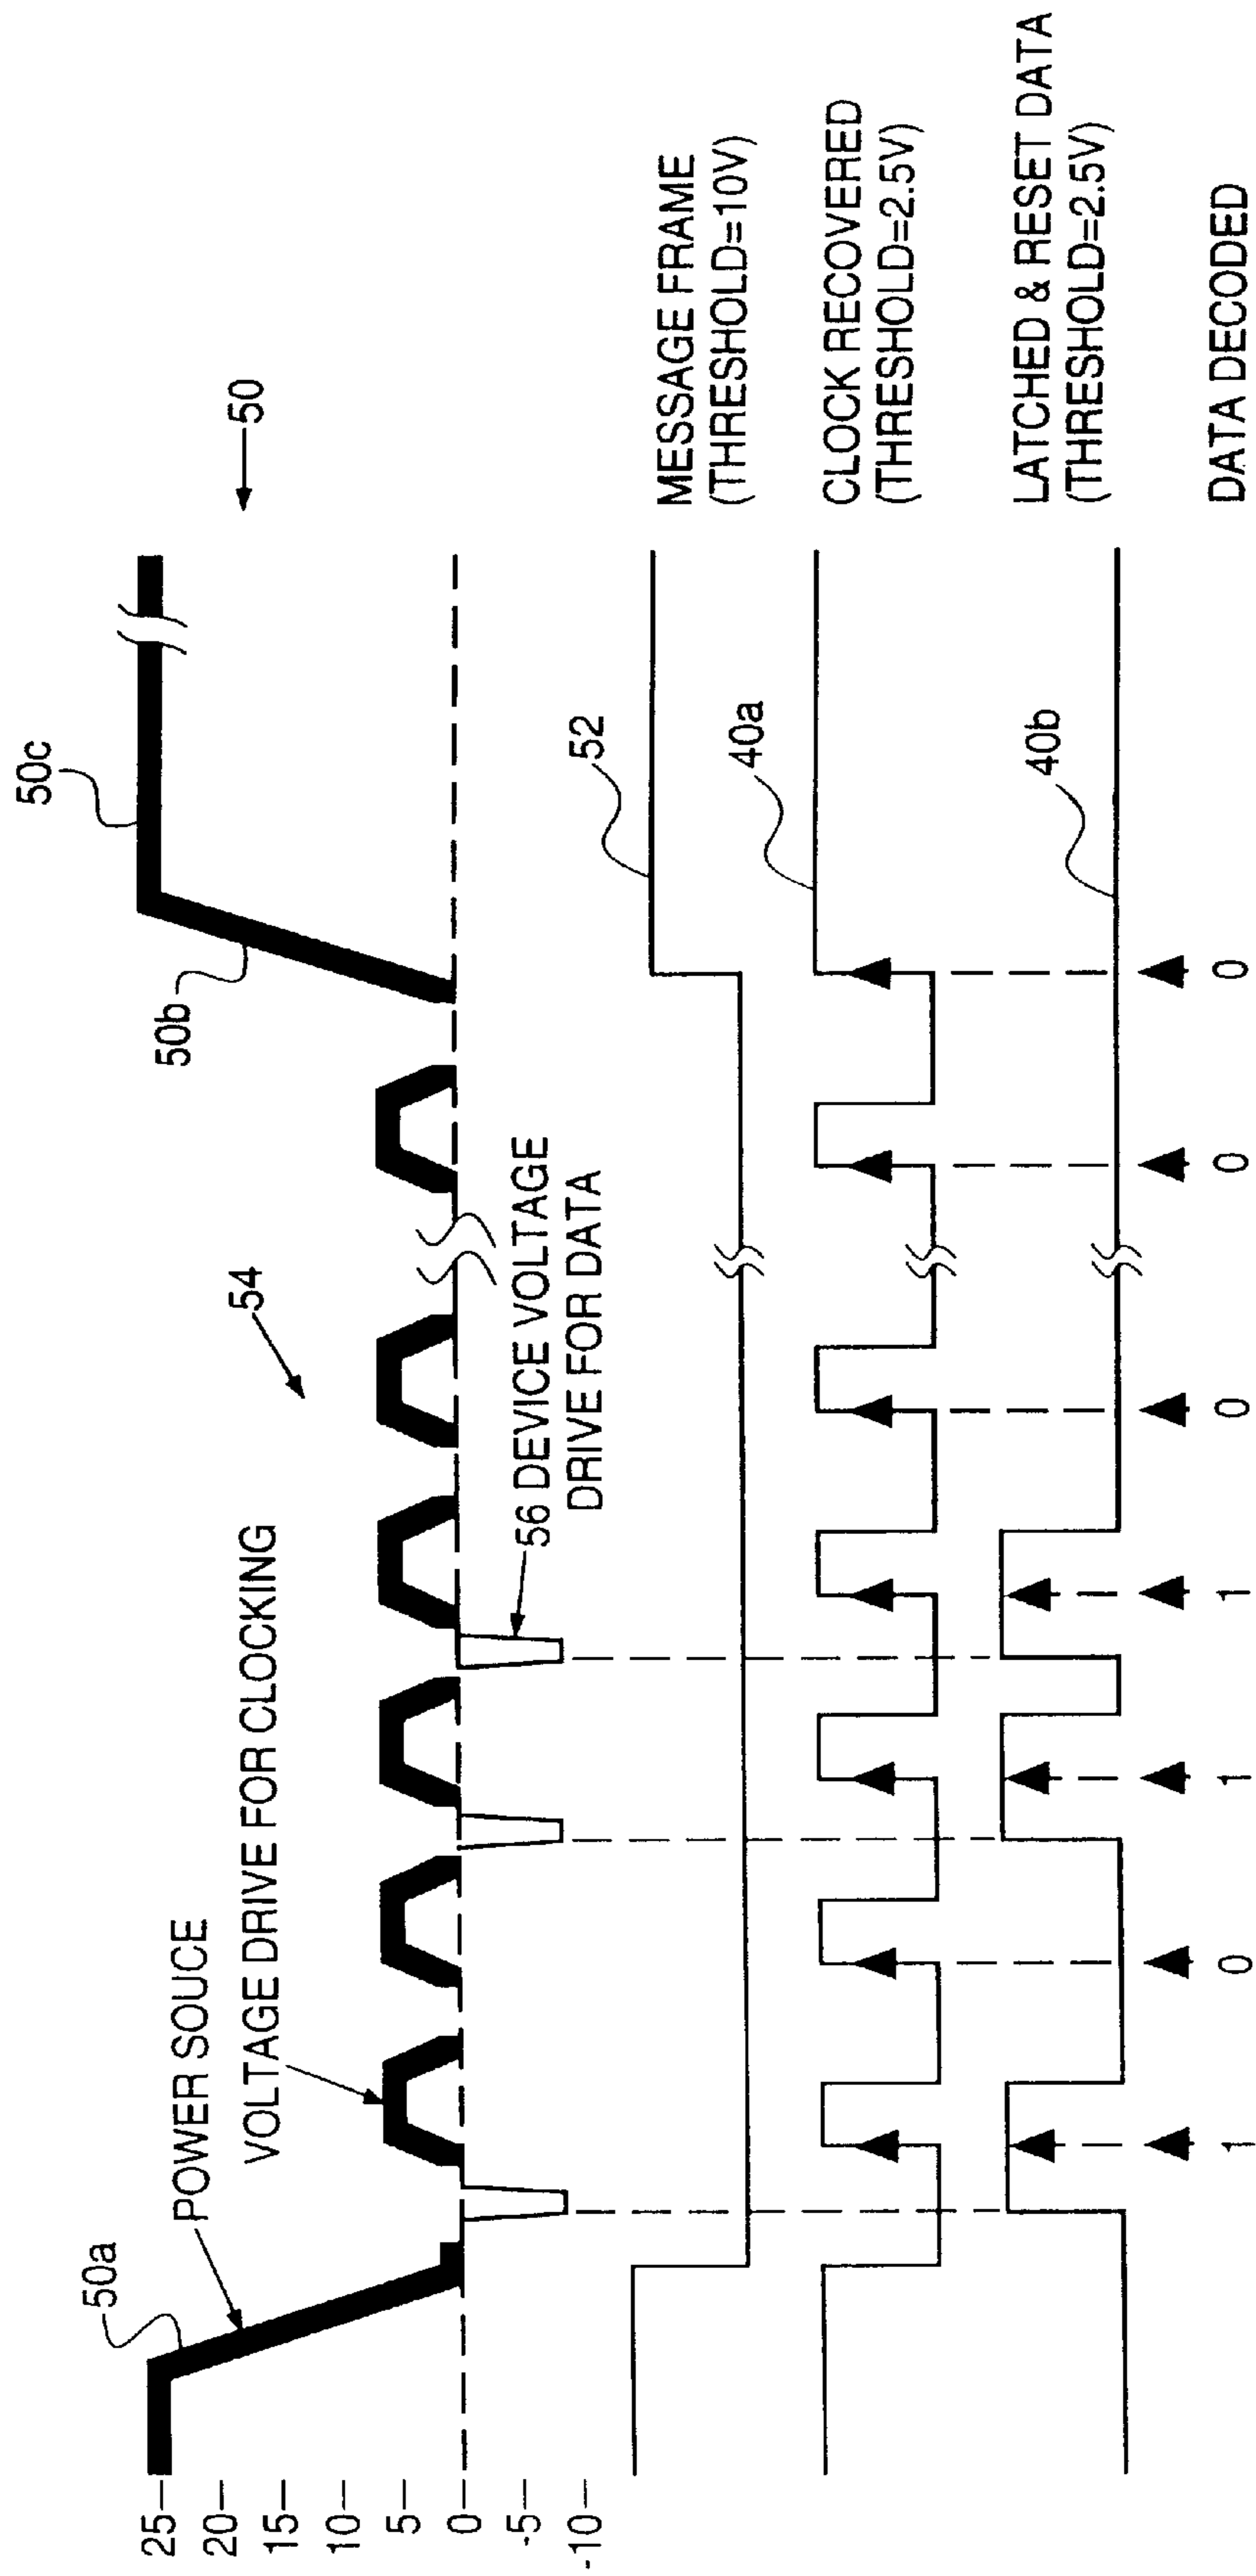 50a
POWER SOUCE
VOLTAGE DRIVE FOR CLOCKING
54
50b
50c
50
25
20
15
10
5
0
-5
-10
56 DEVICE VOLTAGE
DRIVE FOR DATA
52
MESSAGE FRAME
(THRESHOLD=10V)
40a
CLOCK RECOVERED
(THRESHOLD=2.5V)
40b
LATCHED & RESET DATA
(THRESHOLD=2.5V)
1 0 1 1 0 0 0 DATA DECODED